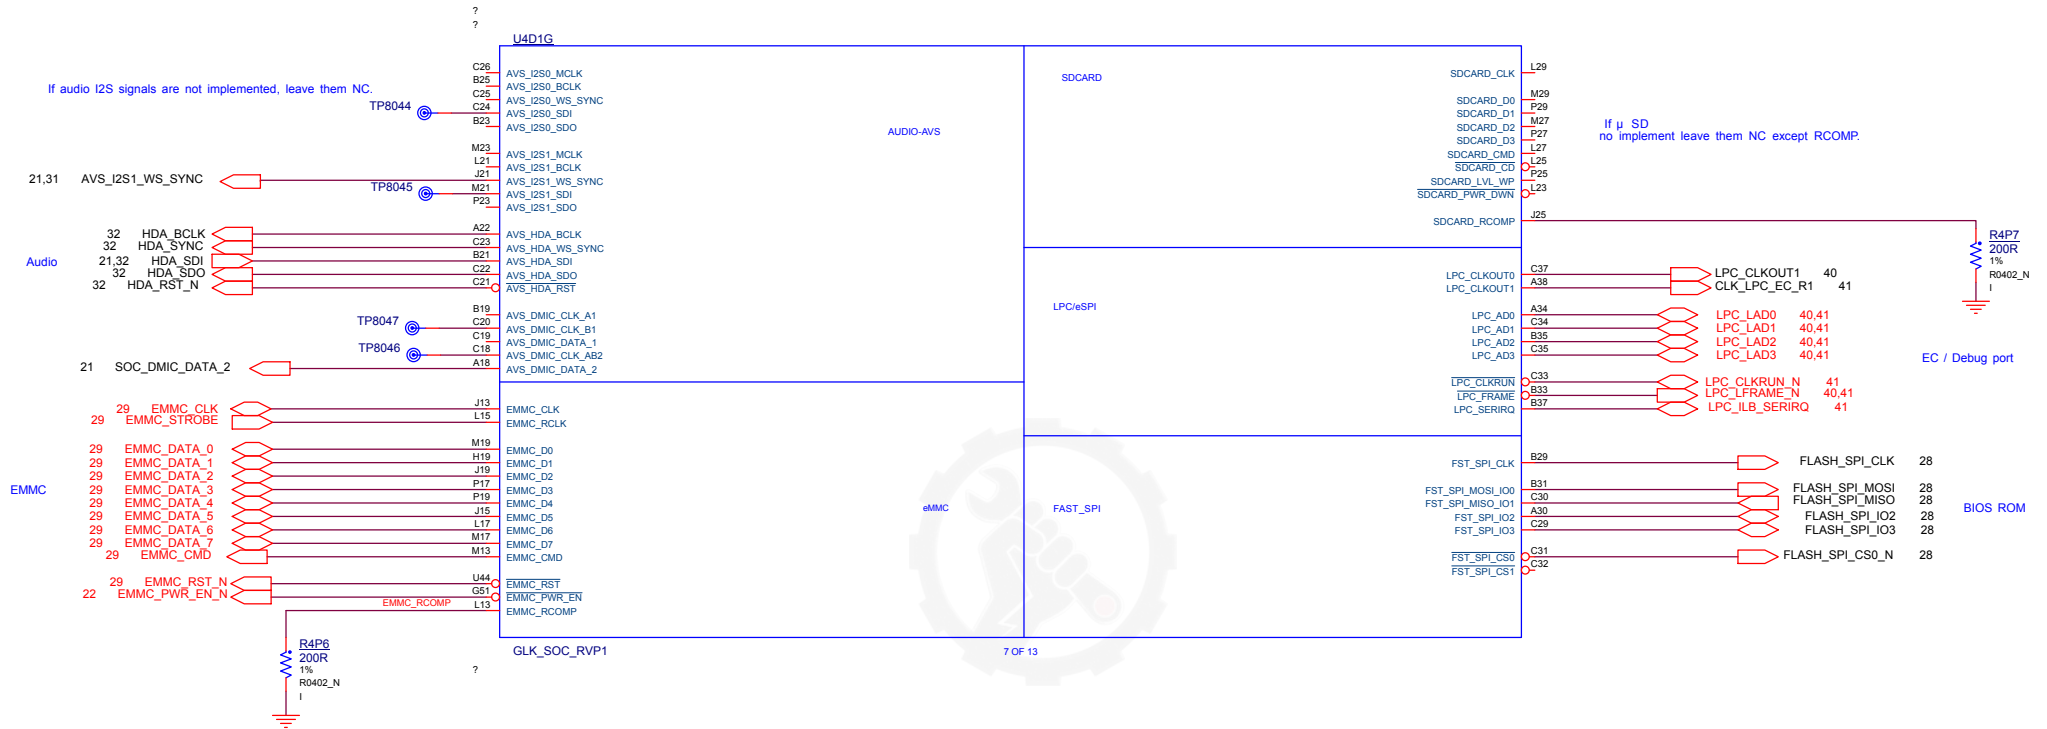 ?
?
U4D1G
If audio I2S signals are not implemented, leave them NC.
AUDIO-AVS
C26 AVS_I2S0_MCLK
B25 AVS_I2S0_BCLK
C25 AVS_I2S0_WS_SYNC
TP8044 C24 AVS_I2S0_SDI
B23 AVS_I2S0_SDO
M23 AVS_I2S1_MCLK
L21 AVS_I2S1_BCLK
21,31 AVS_I2S1_WS_SYNC J21 AVS_I2S1_WS_SYNC
TP8045 M21 AVS_I2S1_SDI
P23 AVS_I2S1_SDO
Audio
32 HDA_BCLK A22 AVS_HDA_BCLK
32 HDA_SYNC C23 AVS_HDA_WS_SYNC
21,32 HDA_SDI B21 AVS_HDA_SDI
32 HDA_SDO C22 AVS_HDA_SDO
32 HDA_RST_N C21 AVS_HDA_RST
B19 AVS_DMIC_CLK_A1
TP8047 C20 AVS_DMIC_CLK_B1
C19 AVS_DMIC_DATA_1
TP8046 C18 AVS_DMIC_CLK_AB2
21 SOC_DMIC_DATA_2 A18 AVS_DMIC_DATA_2
EMMC
eMMC
29 EMMC_CLK J13 EMMC_CLK
29 EMMC_STROBE L15 EMMC_RCLK
29 EMMC_DATA_0 M19 EMMC_D0
29 EMMC_DATA_1 H19 EMMC_D1
29 EMMC_DATA_2 J19 EMMC_D2
29 EMMC_DATA_3 P17 EMMC_D3
29 EMMC_DATA_4 P19 EMMC_D4
29 EMMC_DATA_5 J15 EMMC_D5
29 EMMC_DATA_6 L17 EMMC_D6
29 EMMC_DATA_7 M17 EMMC_D7
29 EMMC_CMD M13 EMMC_CMD
29 EMMC_RST_N U44 EMMC_RST
22 EMMC_PWR_EN_N G51 EMMC_PWR_EN
EMMC_RCOMP L13 EMMC_RCOMP
R4P6
200R
1%
R0402_N
I
?
GLK_SOC_RVP1
7 OF 13
SDCARD
SDCARD_CLK L29
SDCARD_D0 M29
SDCARD_D1 P29
SDCARD_D2 M27
SDCARD_D3 P27
SDCARD_CMD L27
SDCARD_CD L25
SDCARD_LVL_WP P25
SDCARD_PWR_DWN L23
SDCARD_RCOMP J25
If µ SD
no implement leave them NC except RCOMP.
R4P7
200R
1%
R0402_N
I
LPC/eSPI
LPC_CLKOUT0 C37 LPC_CLKOUT1 40
LPC_CLKOUT1 A38 CLK_LPC_EC_R1 41
LPC_AD0 A34 LPC_LAD0 40,41
LPC_AD1 C34 LPC_LAD1 40,41
LPC_AD2 B35 LPC_LAD2 40,41
LPC_AD3 C35 LPC_LAD3 40,41
EC / Debug port
LPC_CLKRUN C33 LPC_CLKRUN_N 41
LPC_FRAME B33 LPC_LFRAME_N 40,41
LPC_SERIRQ B37 LPC_ILB_SERIRQ 41
FAST_SPI
FST_SPI_CLK B29 FLASH_SPI_CLK 28
FST_SPI_MOSI_IO0 B31 FLASH_SPI_MOSI 28
FST_SPI_MISO_IO1 C30 FLASH_SPI_MISO 28
FST_SPI_IO2 A30 FLASH_SPI_IO2 28
FST_SPI_IO3 C29 FLASH_SPI_IO3 28
BIOS ROM
FST_SPI_CS0 C31 FLASH_SPI_CS0_N 28
FST_SPI_CS1 C32